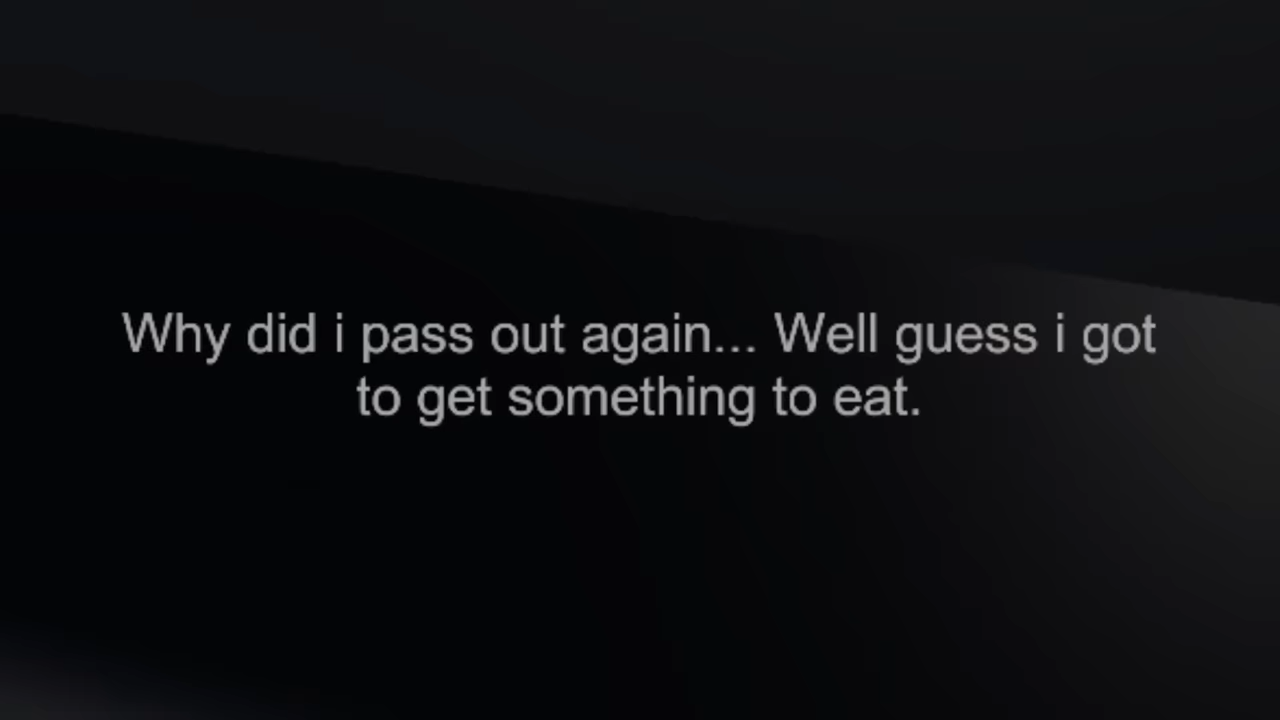 Why did i pass out again... Well guess i got
to get something to eat.